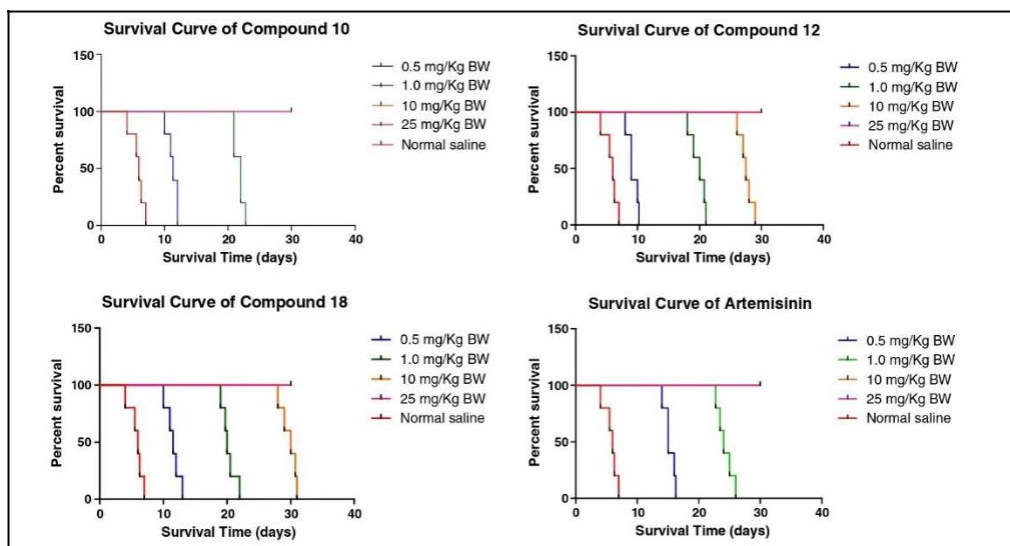 Survival Curve of Compound 10
150
100
50
0
0 10 20 30 40
Percent survival
Survival Time (days)
0.5 mg/Kg BW
1.0 mg/Kg BW
10 mg/Kg BW
25 mg/Kg BW
Normal saline
Survival Curve of Compound 12
150
100
50
0
0 10 20 30 40
Percent survival
Survival Time (days)
0.5 mg/Kg BW
1.0 mg/Kg BW
10 mg/Kg BW
25 mg/Kg BW
Normal saline
Survival Curve of Compound 18
150
100
50
0
0 10 20 30 40
Percent survival
Survival Time (days)
0.5 mg/Kg BW
1.0 mg/Kg BW
10 mg/Kg BW
25 mg/Kg BW
Normal saline
Survival Curve of Artemisinin
150
100
50
0
0 10 20 30 40
Percent survival
Survival Time (days)
0.5 mg/Kg BW
1.0 mg/Kg BW
10 mg/Kg BW
25 mg/Kg BW
Normal saline